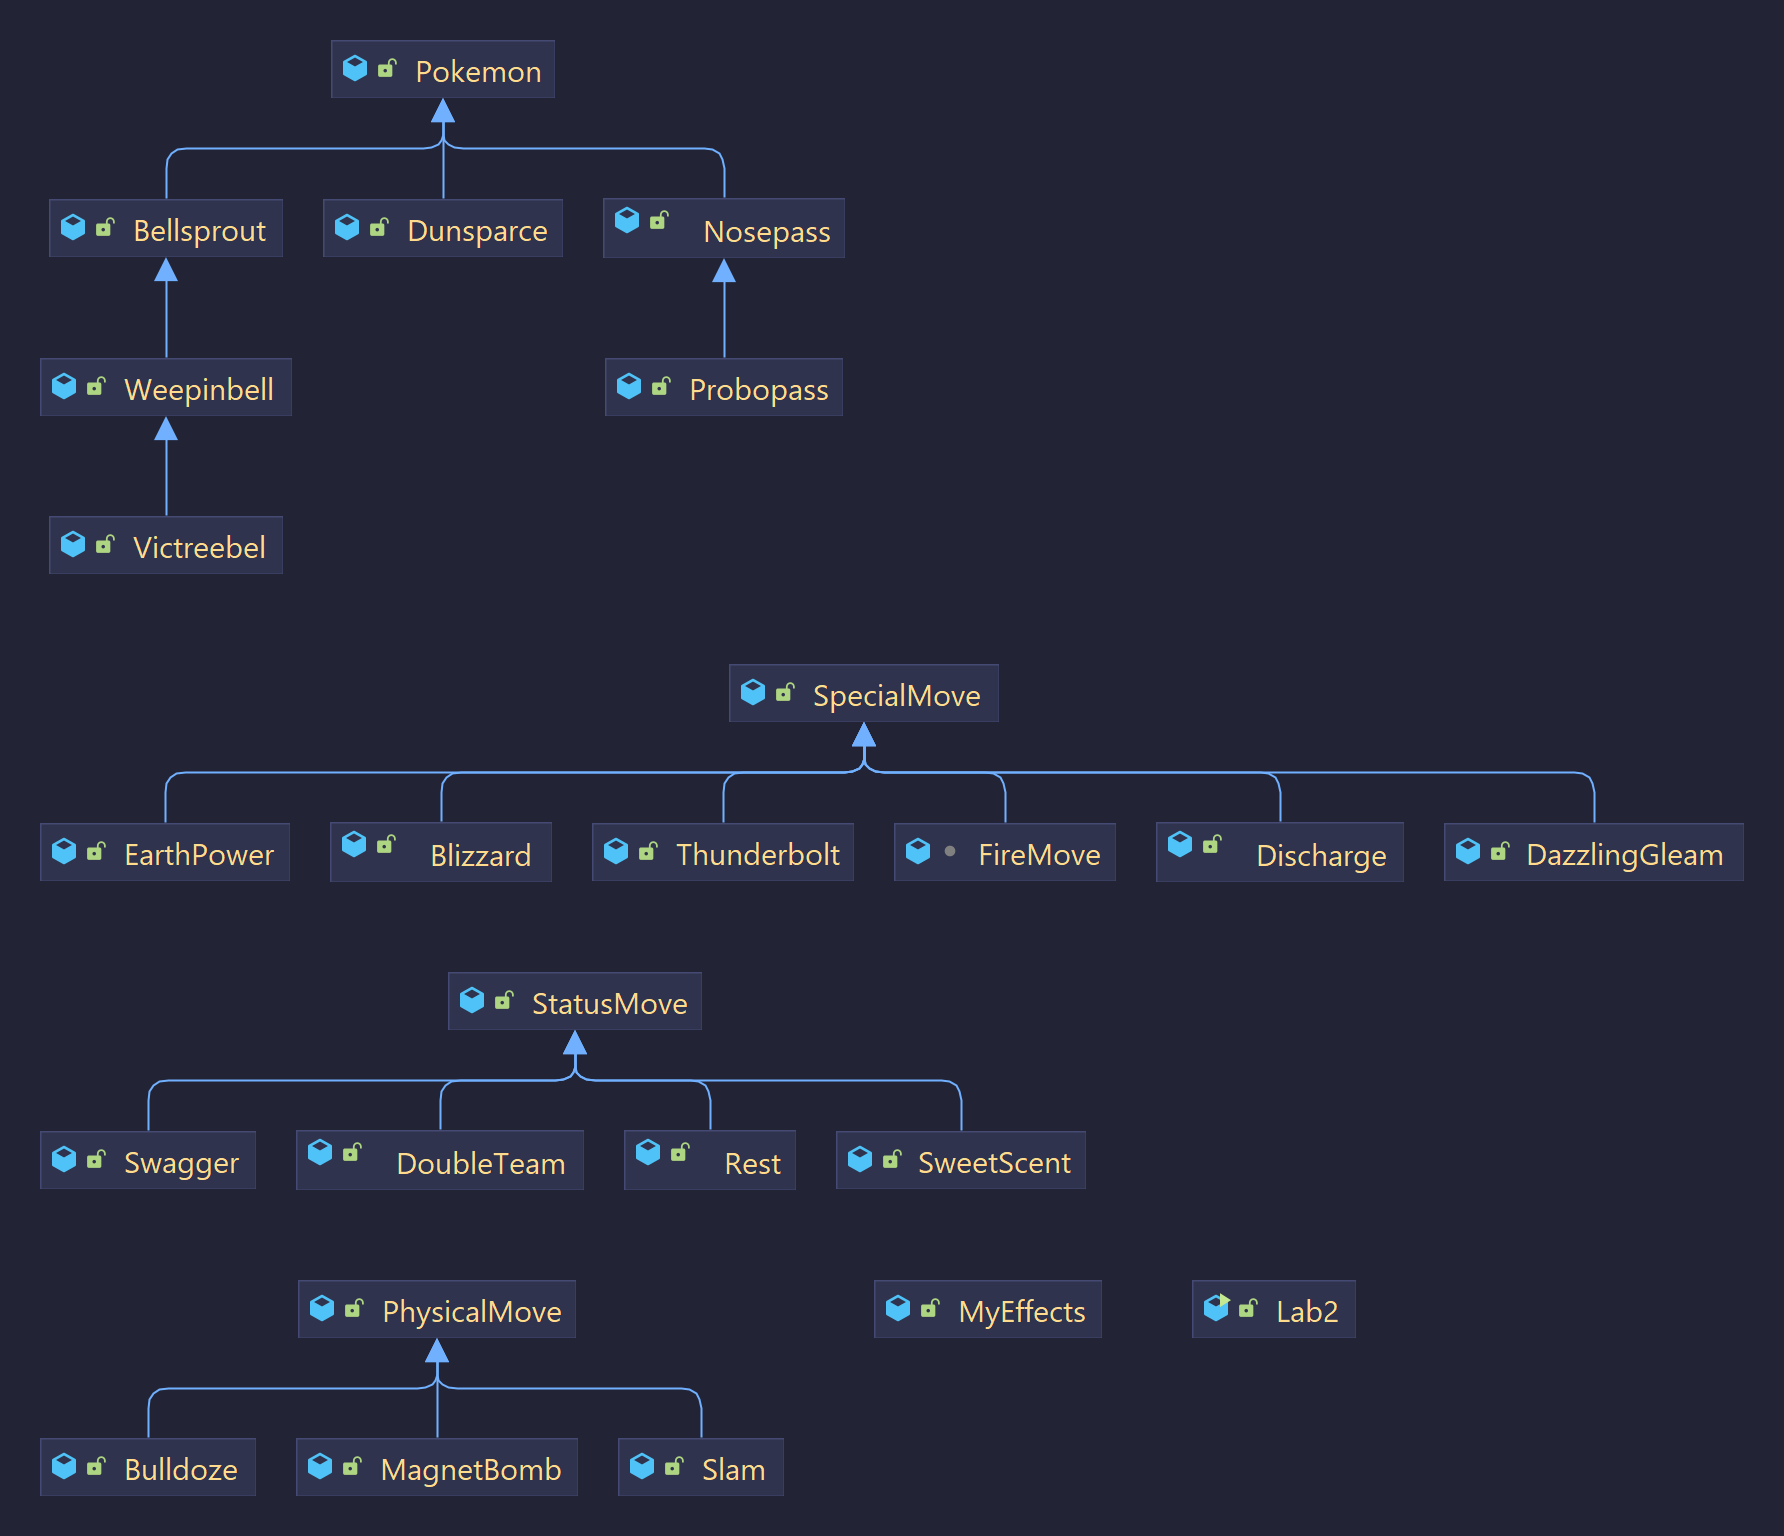 Pokemon
Bellsprout
Dunsparce
Nosepass
Weepinbell
Probopass
Victreebel
SpecialMove
EarthPower
Blizzard
Thunderbolt
FireMove
Discharge
DazzlingGleam
StatusMove
Swagger
DoubleTeam
Rest
SweetScent
PhysicalMove
MyEffects
Lab2
Bulldoze
MagnetBomb
Slam